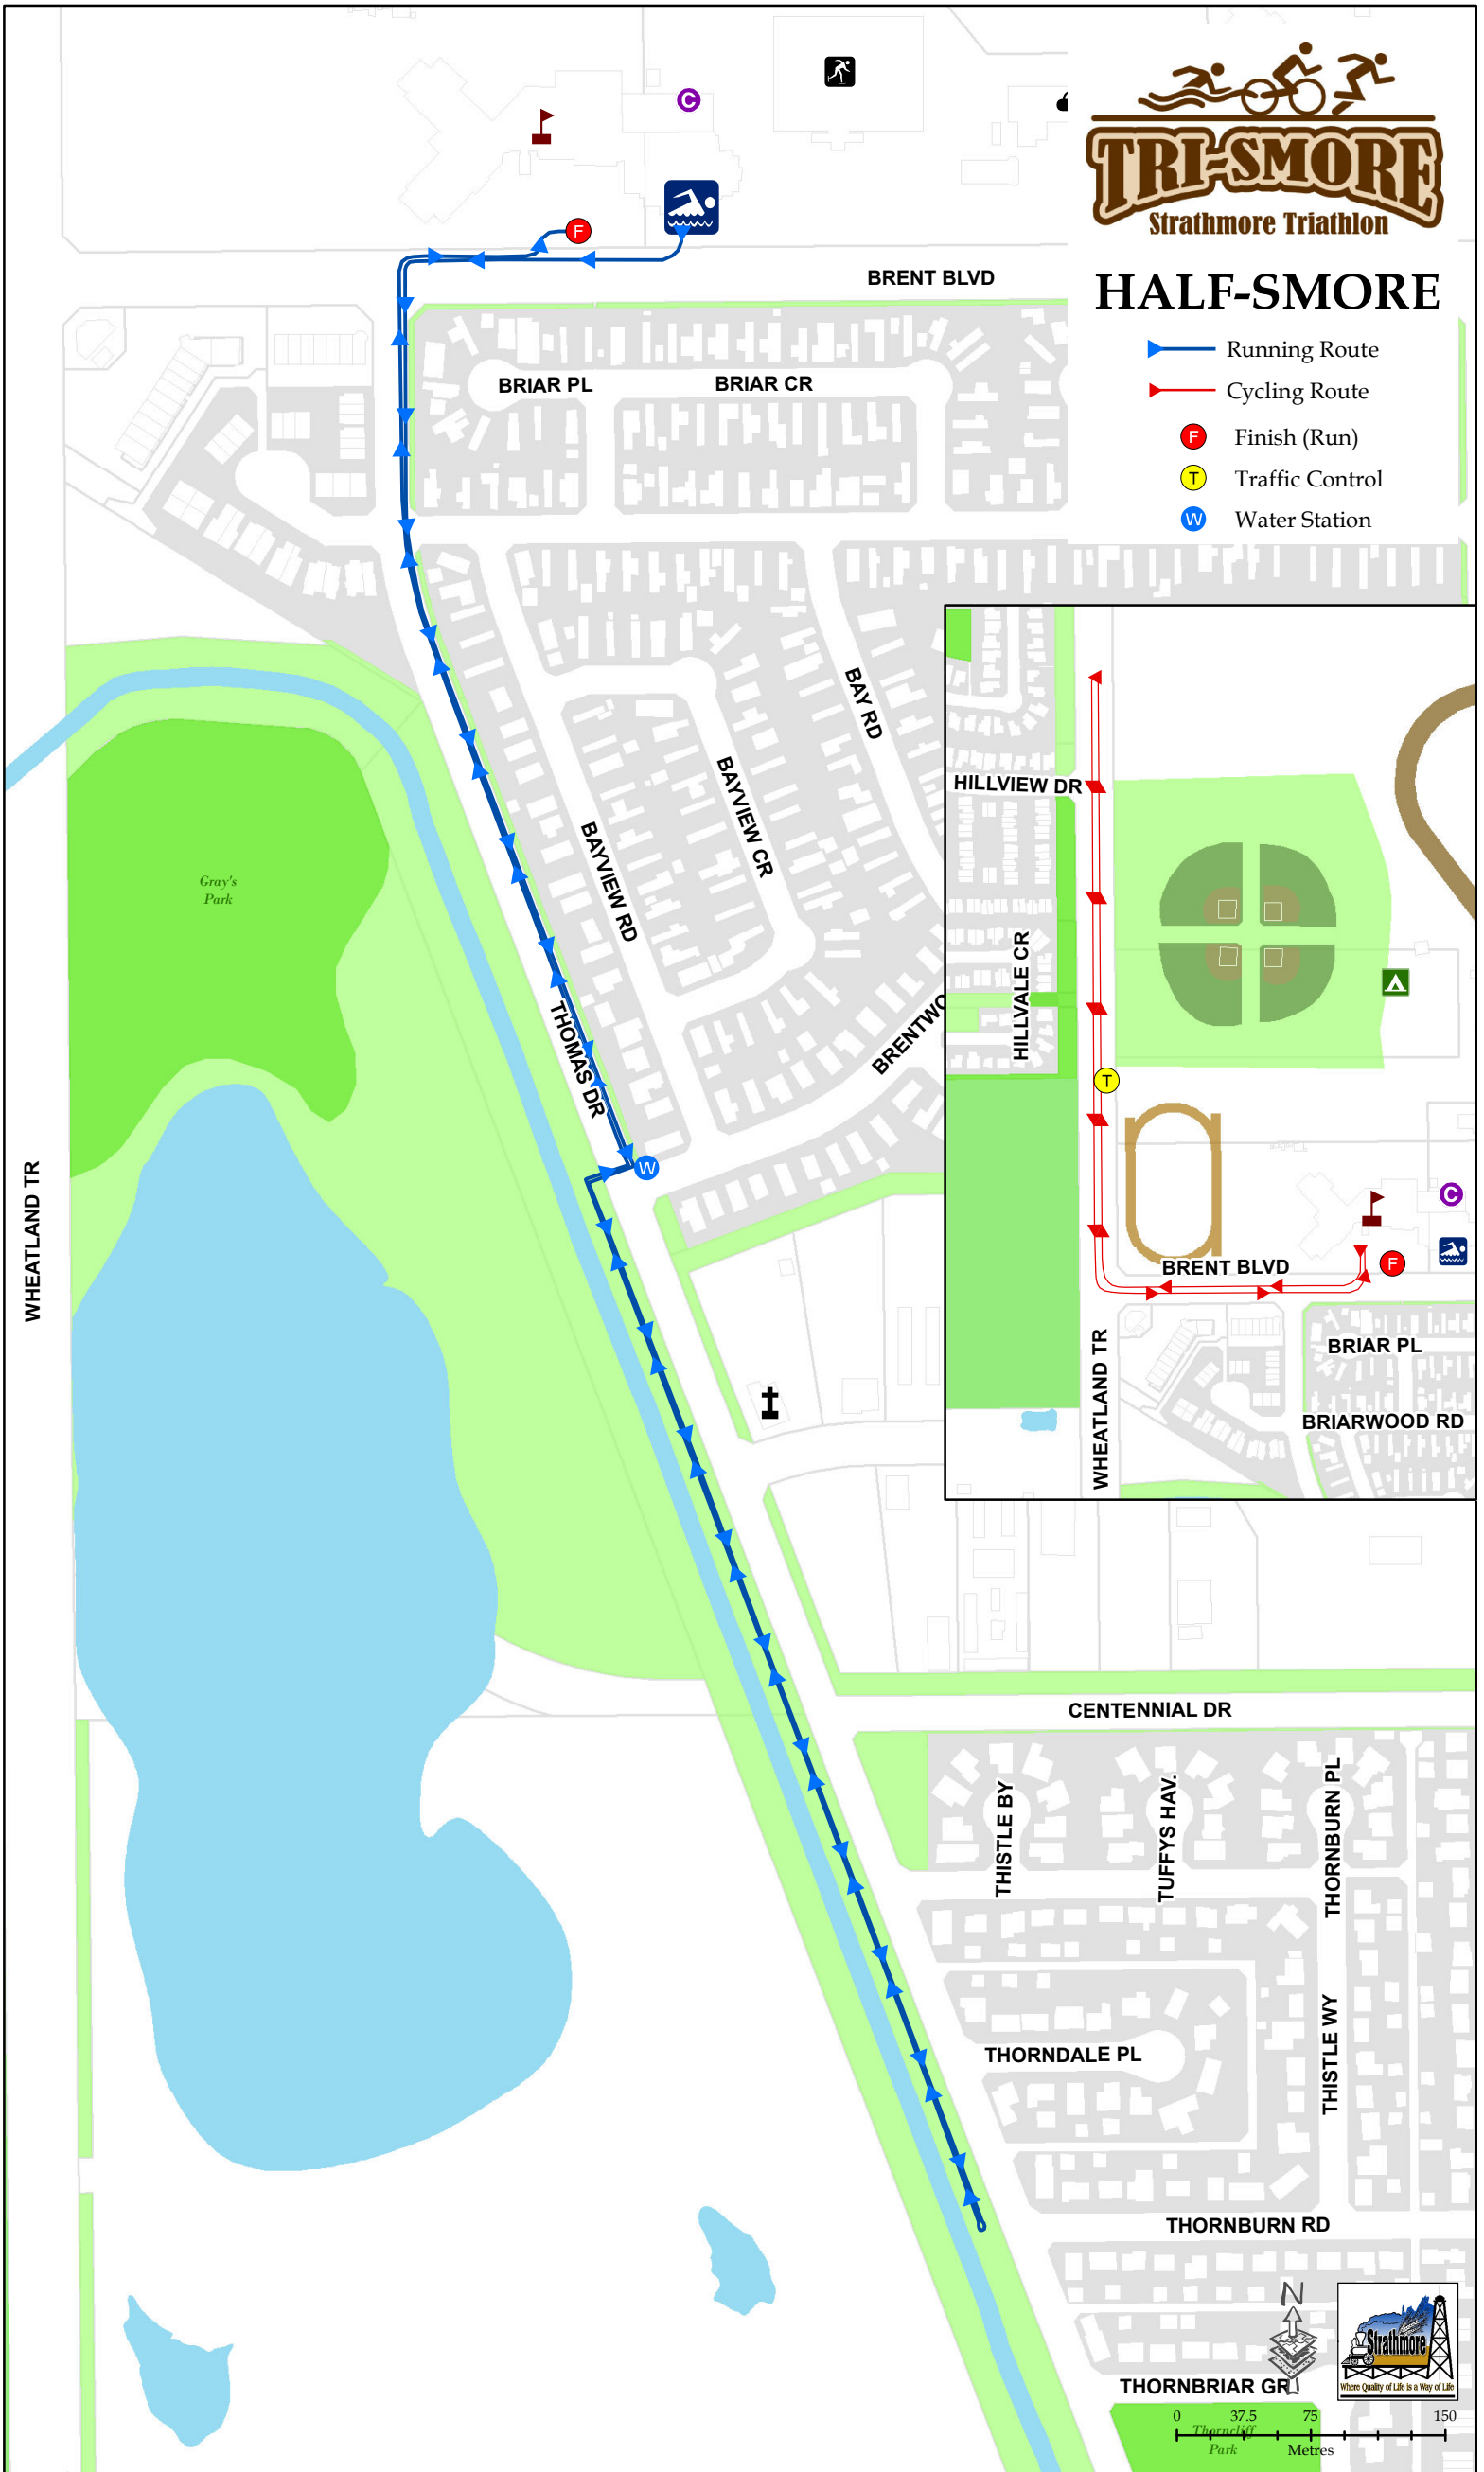 TRI-SMORE
Strathmore Triathlon
HALF-SMORE
Running Route
Cycling Route
F Finish (Run)
T Traffic Control
W Water Station
C
F
BRENT BLVD
BRIAR PL
BRIAR CR
BAY RD
BAYVIEW CR
BAYVIEW RD
THOMAS DR
BRENTWO
W
Gray's
Park
WHEATLAND TR
HILLVIEW DR
HILLVALE CR
T
C
F
BRENT BLVD
BRIAR PL
BRIARWOOD RD
WHEATLAND TR
CENTENNIAL DR
THISTLE BY
TUFFYS HAV.
THORNBURN PL
THORNDALE PL
THISTLE WY
THORNBURN RD
THORNBRIAR GR
N
Strathmore
Where Quality of Life is a Way of Life
0 37.5 75 150
Thorncliff
Park
Metres